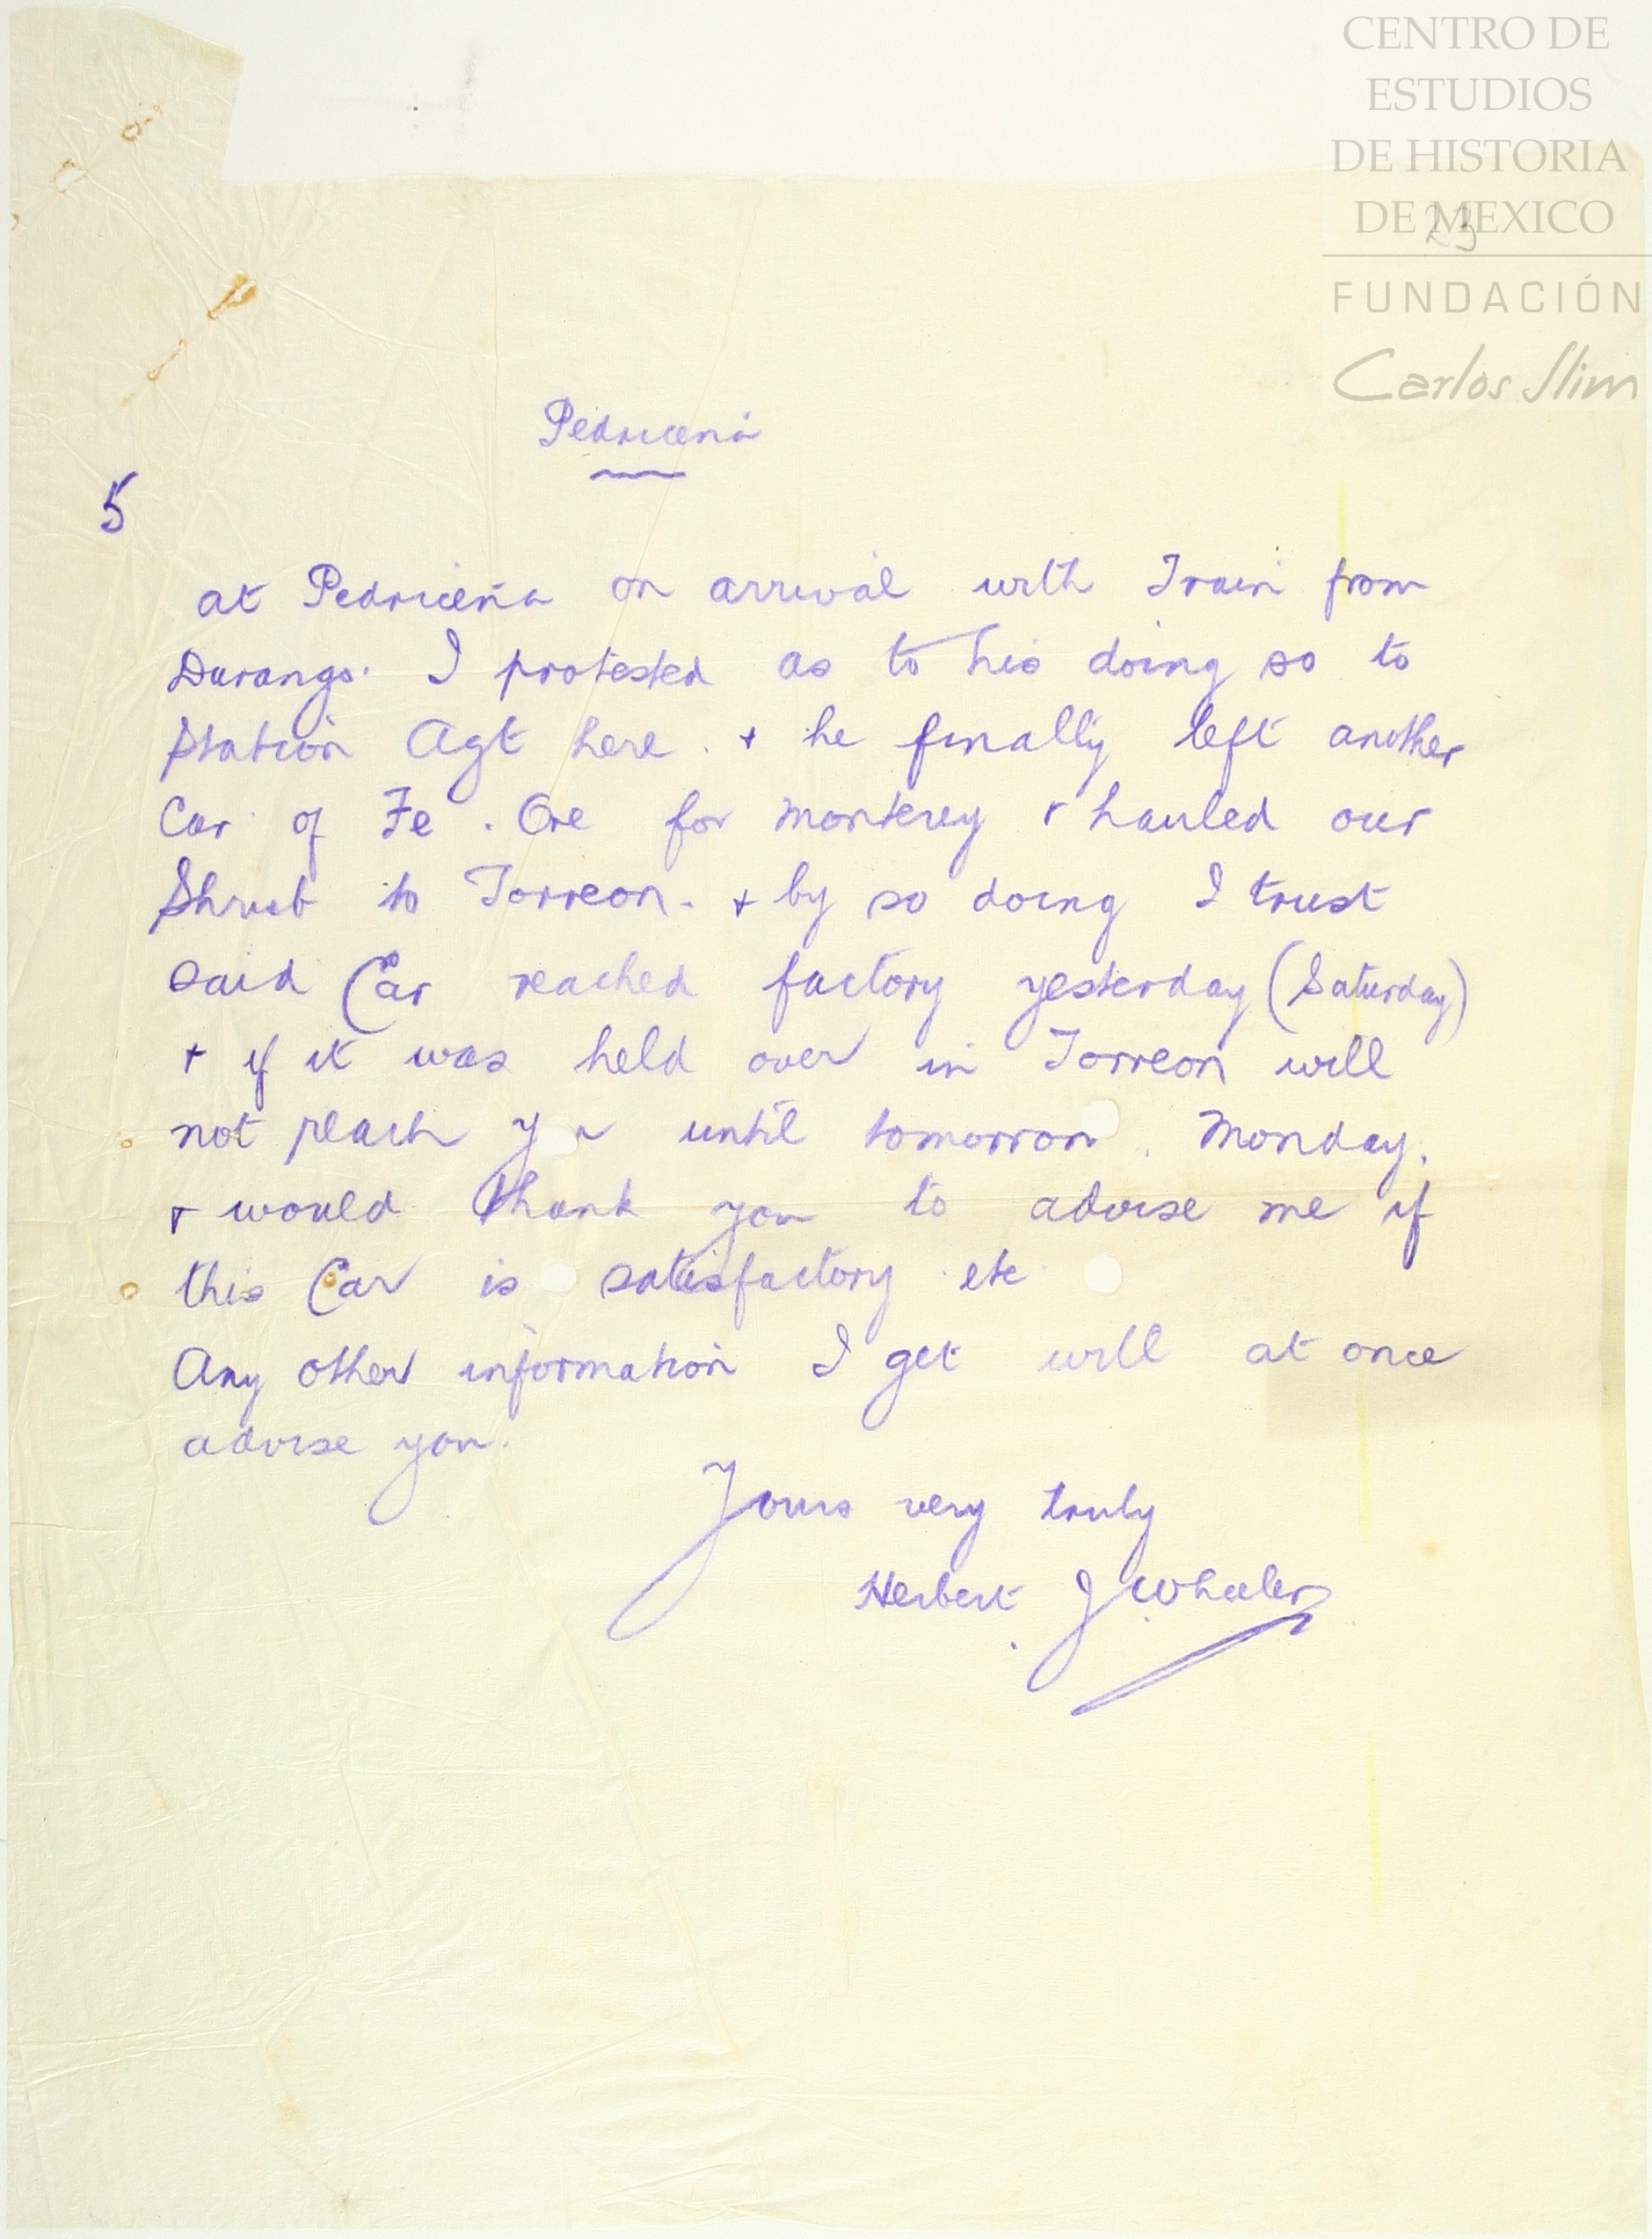 CENTRO DE
ESTUDIOS
DE HISTORIA
DE MEXICO
23
FUNDACIÓN
Carlos Slim
Pedriceña
5
at Pedriceña on arrival with Train from
Durango. I protested as to his doing so to
Station Agt here. + he finally left another
Car of Fe. Ore for Monterey + hauled our
Shrub to Torreon. + by so doing I trust
said Car reached factory yesterday (Saturday)
+ if it was held over in Torreon will
not reach you until tomorrow. Monday.
+ would thank you to advise me if
this Car is satisfactory etc
Any other information I get will at once
advise you.
Yours very truly
Herbert J Wheeler